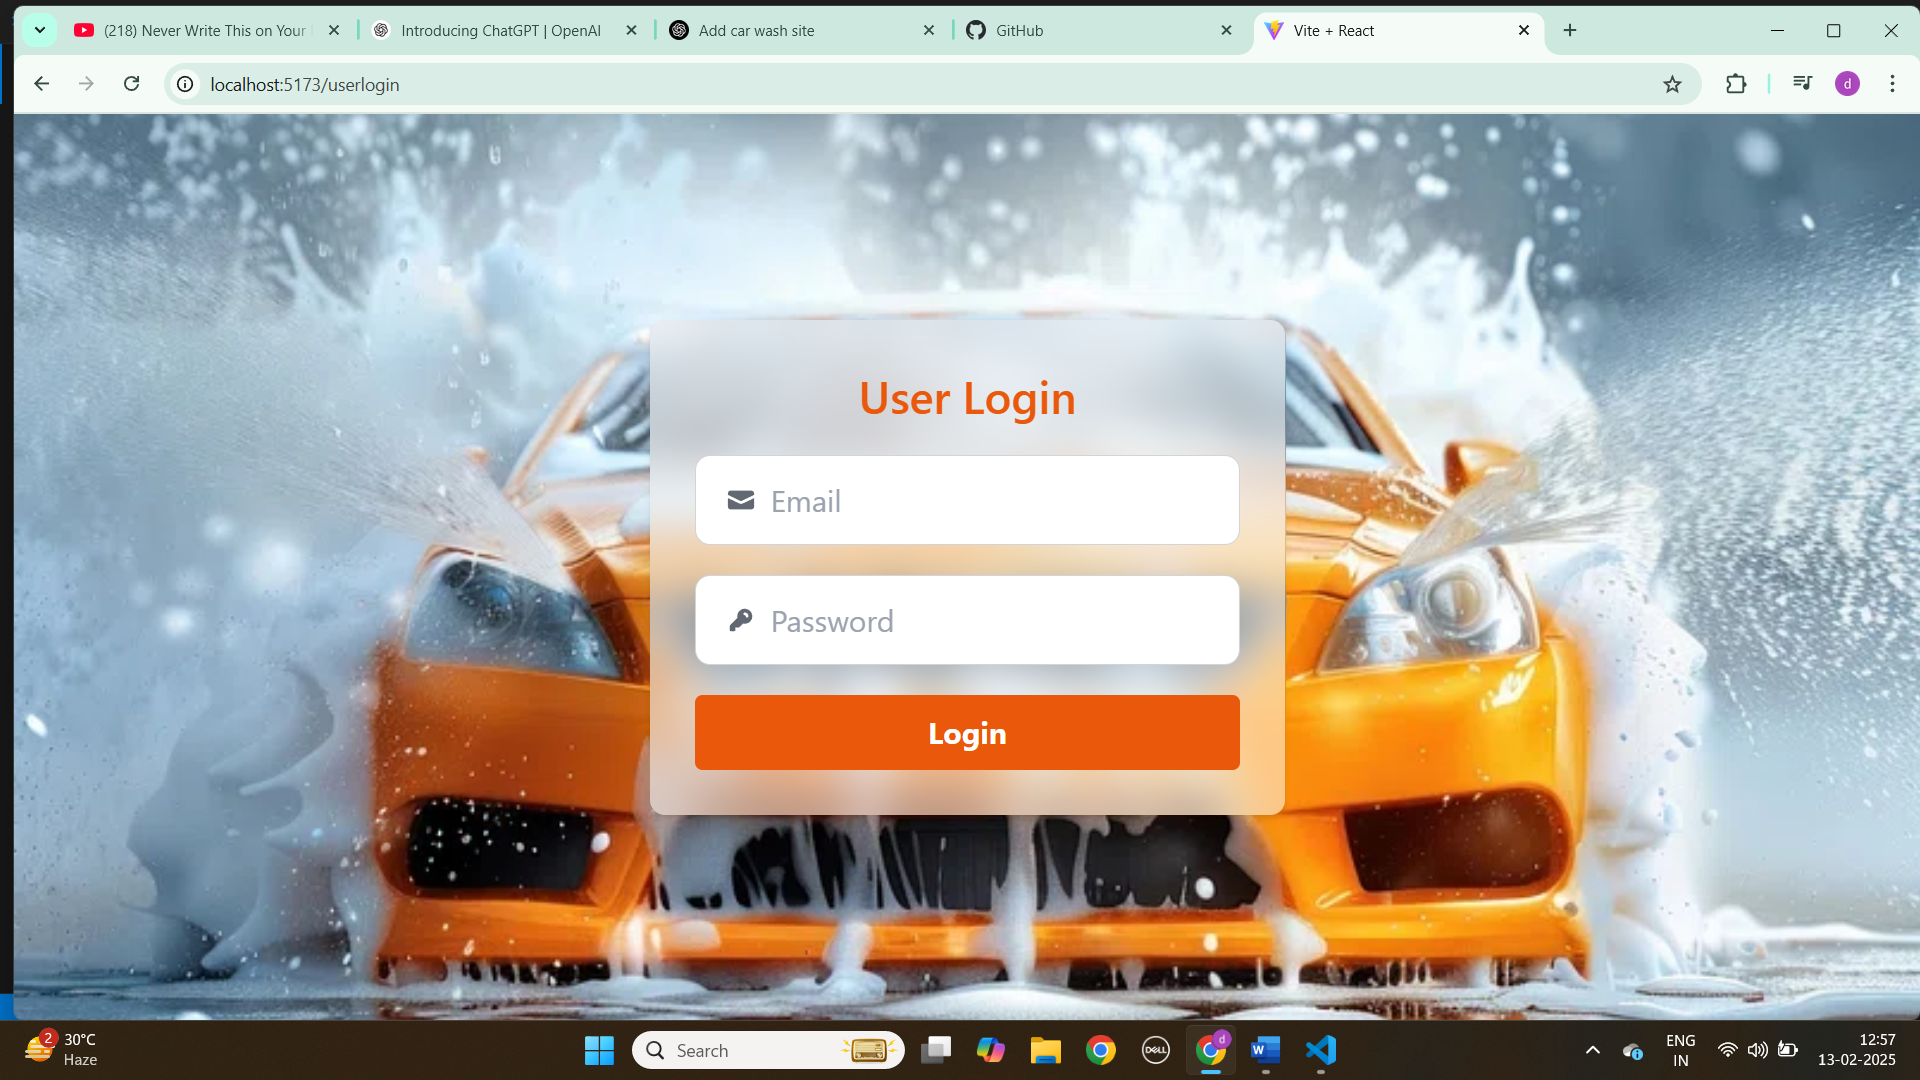 (218) Never Write This on Your
Introducing ChatGPT | OpenAI
Add car wash site
GitHub
Vite + React
localhost:5173/userlogin
d
User Login
Email
Password
Login
2
30°C
Haze
Search
DELL
d
W
ENG
IN
12:57
13-02-2025